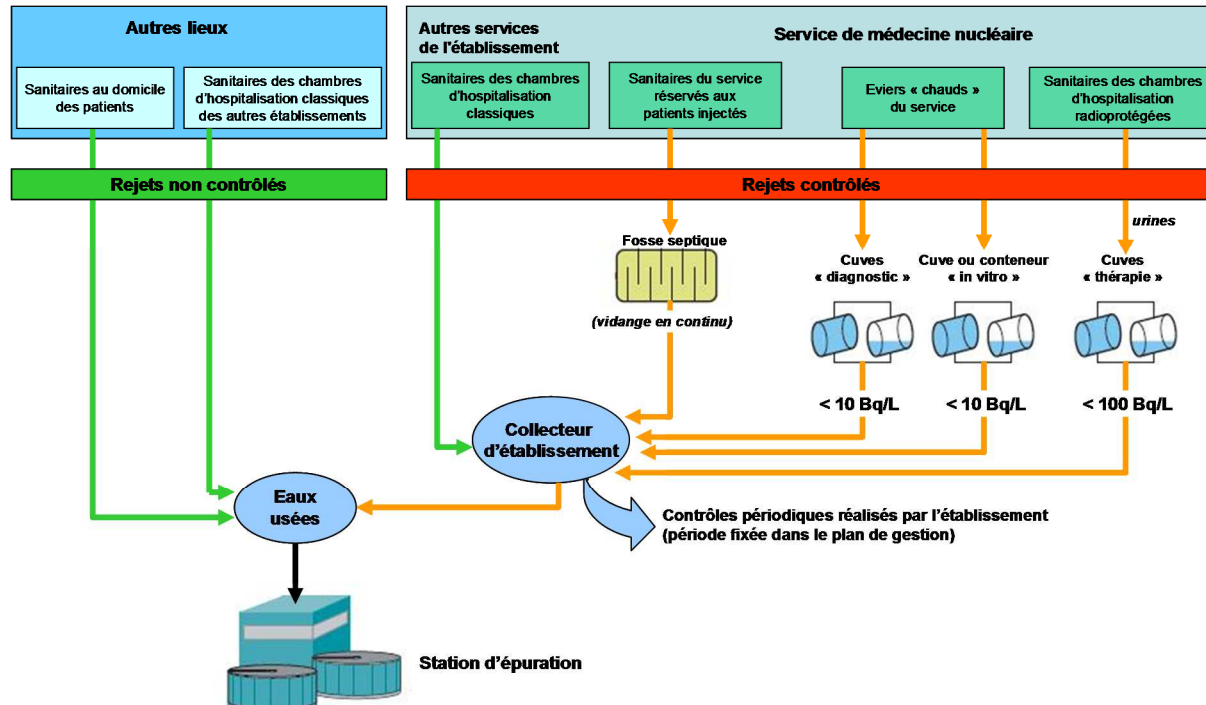 Autres lieux
Sanitaires au domicile
des patients
Sanitaires des chambres
d'hospitalisation classiques
des autres établissements
Autres services
de l'établissement
Service de médecine nucléaire
Sanitaires des chambres
d'hospitalisation
classiques
Sanitaires du service
réservés aux
patients injectés
Eviers « chauds »
du service
Sanitaires des chambres
d'hospitalisation
radioprotégées
Rejets non contrôlés
Rejets contrôlés
urines
Fosse septique
(vidange en continu)
Cuves
« diagnostic »
Cuve ou conteneur
« in vitro »
Cuves
« thérapie »
< 10 Bq/L
< 10 Bq/L
< 100 Bq/L
Collecteur
d'établissement
Eaux
usées
Contrôles périodiques réalisés par l'établissement
(période fixée dans le plan de gestion)
Station d'épuration